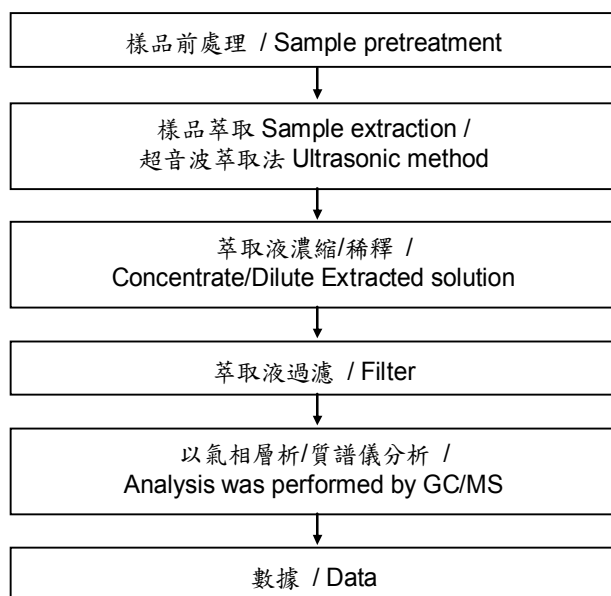 樣品前處理 / Sample pretreatment
樣品萃取 Sample extraction /
超音波萃取法 Ultrasonic method
萃取液濃縮/稀釋 /
Concentrate/Dilute Extracted solution
萃取液過濾 / Filter
以氣相層析/質譜儀分析 /
Analysis was performed by GC/MS
數據 / Data